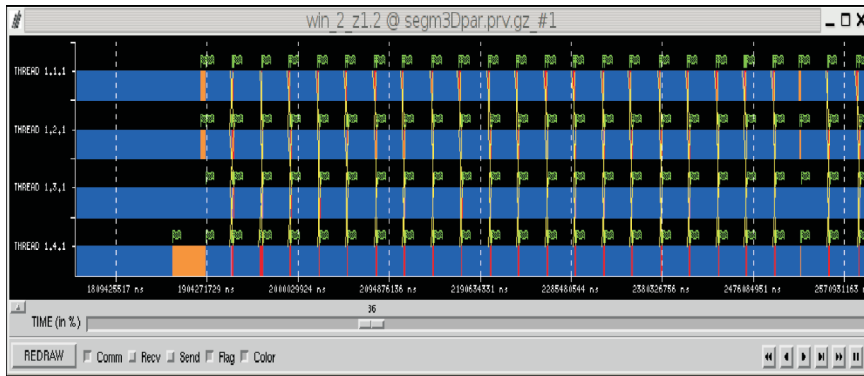 win_2_z1.2 @ segm3Dpar.prv.gz_#1
THREAD 1.1.1
THREAD 1.2.1
THREAD 1.3.1
THREAD 1.4.1
1809425517 ns 1904271729 ns 2000029924 ns 2094876136 ns 2190634331 ns 2285480544 ns 2380326756 ns 2476084951 ns 2570931163 ns
36
TIME (in %)
REDRAW Comm Recv Send Flag Color